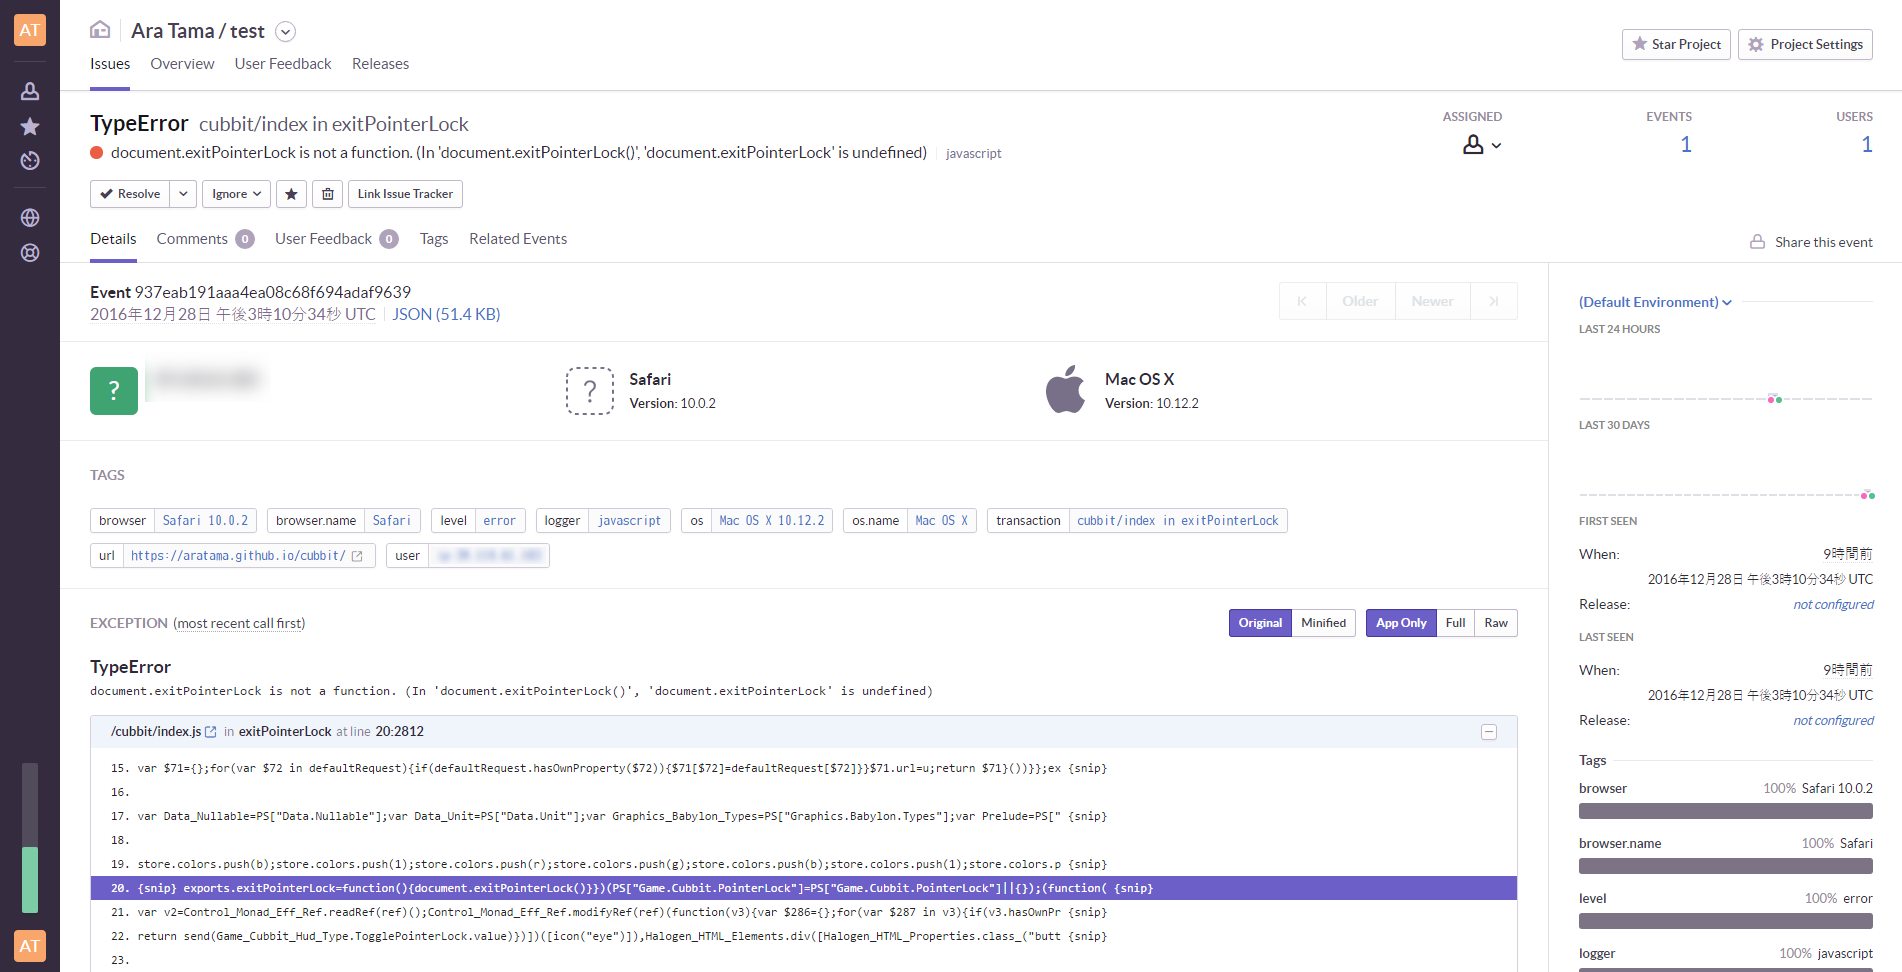 AT
Ara Tama / test
Star Project
Project Settings
Issues
Overview
User Feedback
Releases
TypeError cubbit/index in exitPointerLock
document.exitPointerLock is not a function. (In 'document.exitPointerLock()', 'document.exitPointerLock' is undefined) javascript
ASSIGNED
EVENTS
1
USERS
1
Resolve
Ignore
Link Issue Tracker
Details
Comments 0
User Feedback 0
Tags
Related Events
Share this event
Event 937eab191aaa4ea08c68f694adaf9639
2016年12月28日 午後3時10分34秒 UTC JSON (51.4 KB)
Older
Newer
?
?
Safari
Version: 10.0.2
Mac OS X
Version: 10.12.2
TAGS
browser Safari 10.0.2
browser.name Safari
level error
logger javascript
os Mac OS X 10.12.2
os.name Mac OS X
transaction cubbit/index in exitPointerLock
url https://aratama.github.io/cubbit/
user
EXCEPTION (most recent call first)
Original
Minified
App Only
Full
Raw
TypeError
document.exitPointerLock is not a function. (In 'document.exitPointerLock()', 'document.exitPointerLock' is undefined)
/cubbit/index.js in exitPointerLock at line 20:2812
15. var $71={};for(var $72 in defaultRequest){if(defaultRequest.hasOwnProperty($72)){$71[$72]=defaultRequest[$72]}}$71.url=u;return $71}())}};ex {snip}
16.
17. var Data_Nullable=PS["Data.Nullable"];var Data_Unit=PS["Data.Unit"];var Graphics_Babylon_Types=PS["Graphics.Babylon.Types"];var Prelude=PS[" {snip}
18.
19. store.colors.push(b);store.colors.push(1);store.colors.push(r);store.colors.push(g);store.colors.push(b);store.colors.push(1);store.colors.p {snip}
20. {snip} exports.exitPointerLock=function(){document.exitPointerLock()}})(PS["Game.Cubbit.PointerLock"]=PS["Game.Cubbit.PointerLock"]||{});(function( {snip}
21. var v2=Control_Monad_Eff_Ref.readRef(ref)();Control_Monad_Eff_Ref.modifyRef(ref)(function(v3){var $286={};for(var $287 in v3){if(v3.hasOwnPr {snip}
22. return send(Game_Cubbit_Hud_Type.TogglePointerLock.value)})])([icon("eye")]),Halogen_HTML_Elements.div([Halogen_HTML_Properties.class_("butt {snip}
23.
(Default Environment)
LAST 24 HOURS
LAST 30 DAYS
FIRST SEEN
When: 9時間前
2016年12月28日 午後3時10分34秒 UTC
Release: not configured
LAST SEEN
When: 9時間前
2016年12月28日 午後3時10分34秒 UTC
Release: not configured
Tags
browser 100% Safari 10.0.2
browser.name 100% Safari
level 100% error
logger 100% javascript
AT